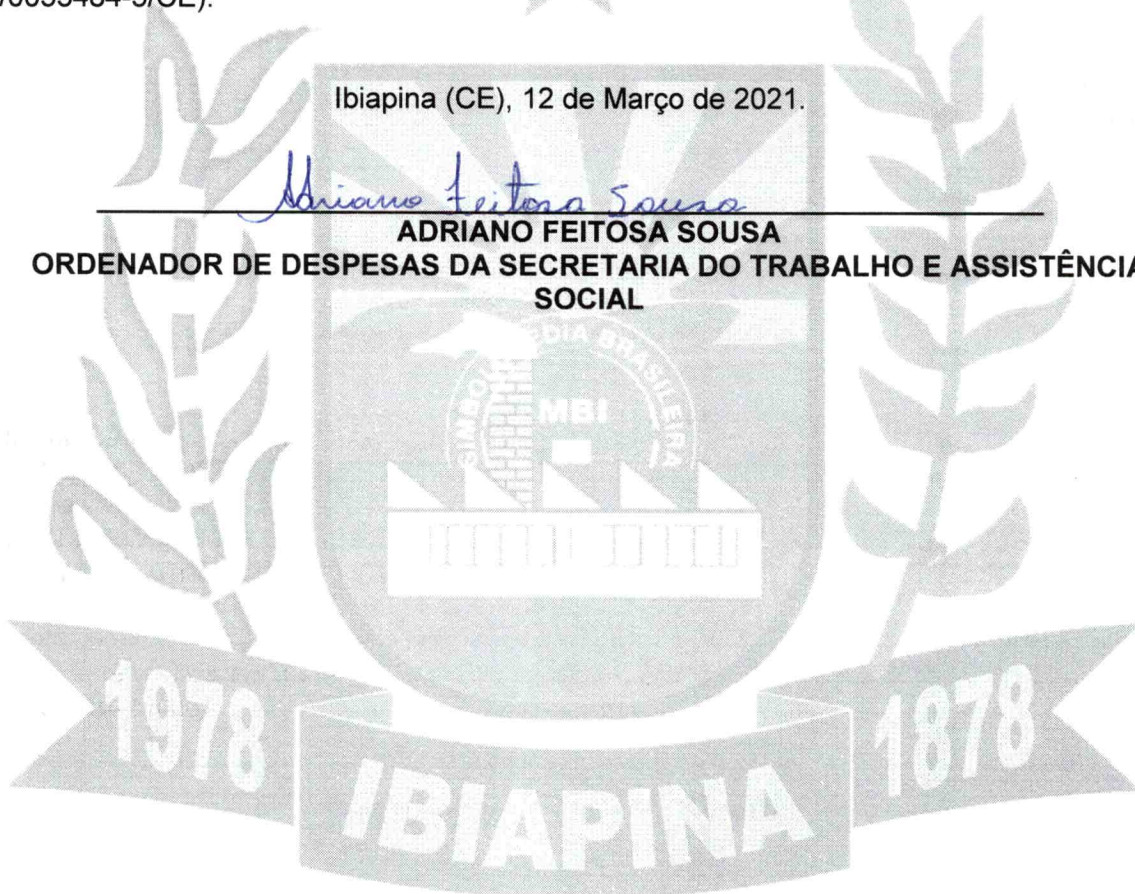 Ibiapina (CE), 12 de Março de 2021.
Adriano Feitosa Sousa
ADRIANO FEITOSA SOUSA
ORDENADOR DE DESPESAS DA SECRETARIA DO TRABALHO E ASSISTÊNCIA
SOCIAL
MBI
1978
1878
IBIAPINA